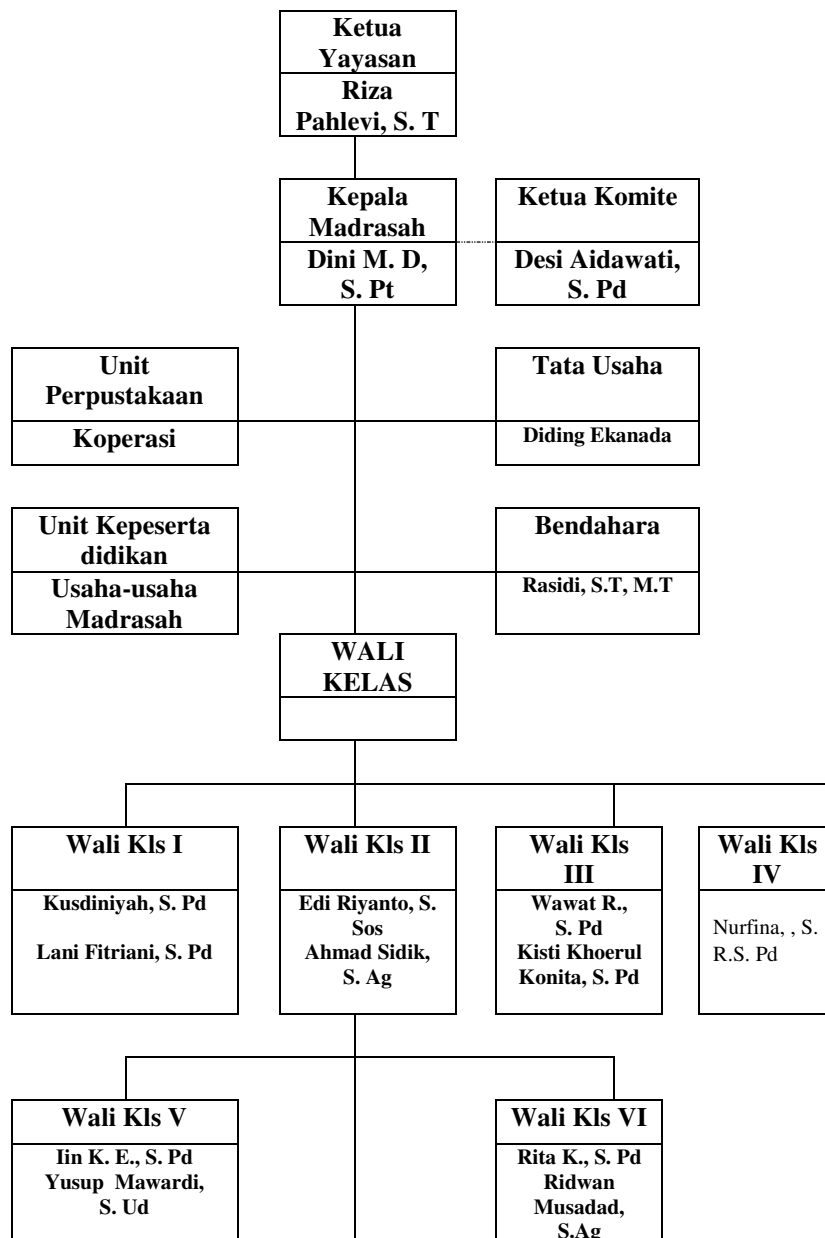 Ketua
Yayasan
Riza
Pahlevi, S. T
Kepala
Madrasah
Dini M. D,
S. Pt
Ketua Komite
Desi Aidawati,
S. Pd
Unit
Perpustakaan
Koperasi
Tata Usaha
Diding Ekanada
Unit Kepeserta
didikan
Usaha-usaha
Madrasah
Bendahara
Rasidi, S.T, M.T
WALI
KELAS
Wali Kls I
Kusdiniyah, S. Pd
Lani Fitriani, S. Pd
Wali Kls II
Edi Riyanto, S.
Sos
Ahmad Sidik,
S. Ag
Wali Kls
III
Wawat R.,
S. Pd
Kisti Khoerul
Konita, S. Pd
Wali Kls
IV
Nurfina, , S.
R.S. Pd
Wali Kls V
Iin K. E., S. Pd
Yusup Mawardi,
S. Ud
Wali Kls VI
Rita K., S. Pd
Ridwan
Musadad,
S.Ag